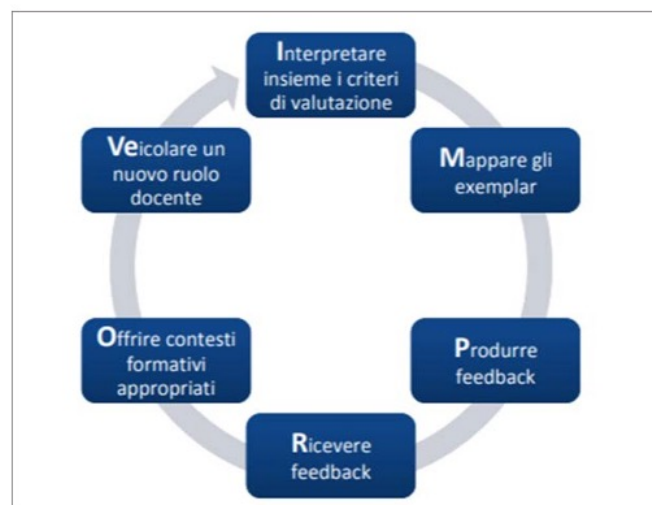 Interpretare
insieme i criteri
di valutazione
Mappare gli
exemplar
Produrre
feedback
Ricevere
feedback
Offrire contesti
formativi
appropriati
Veicolare un
nuovo ruolo
docente